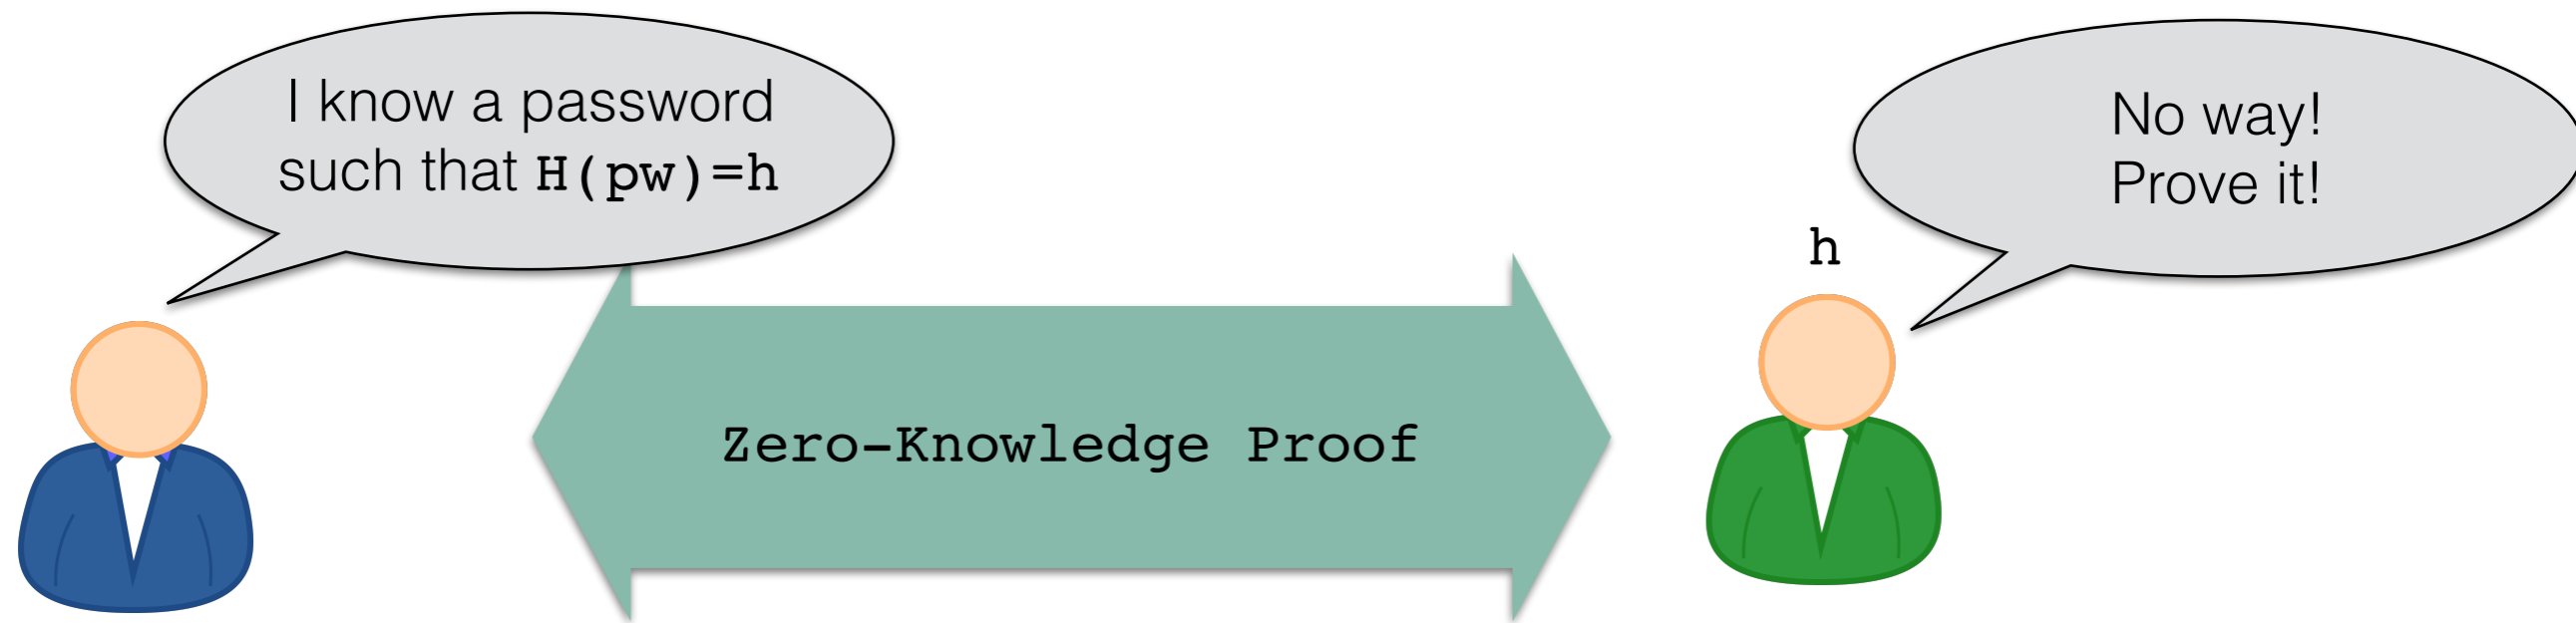 I know a password
such that H(pw)=h
No way!
Prove it!
h
Zero-Knowledge Proof